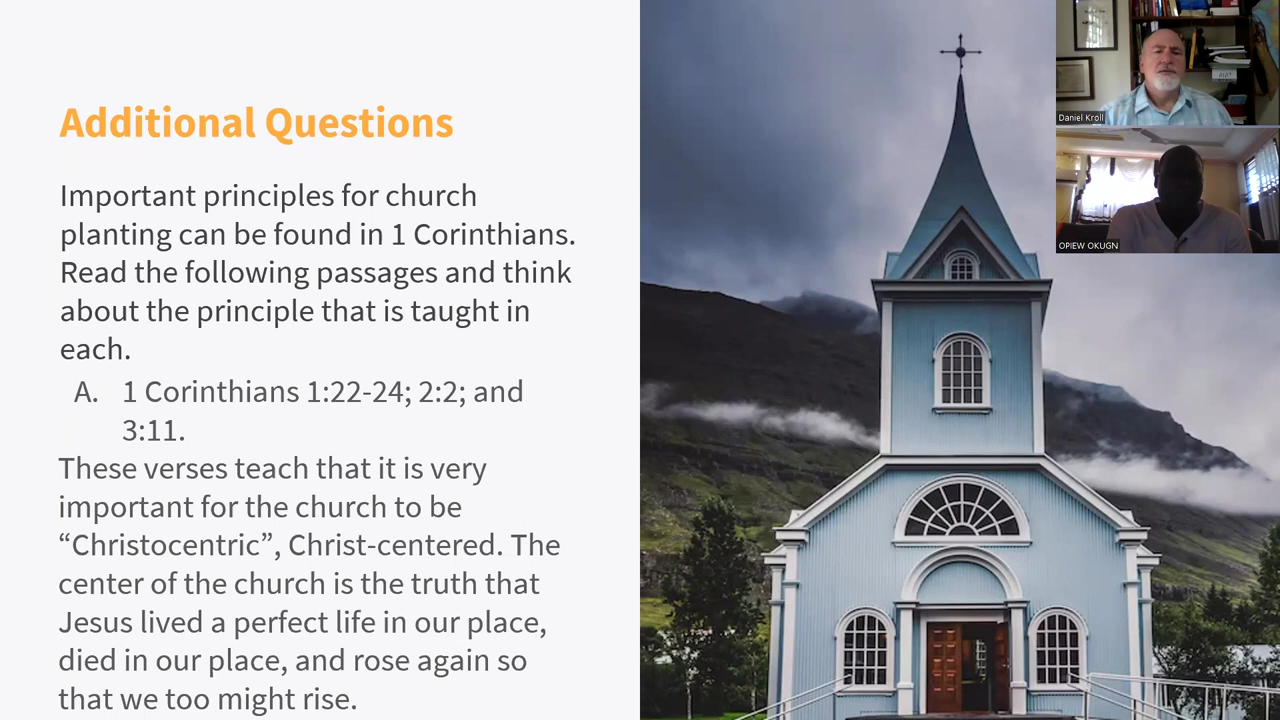 Additional Questions
Important principles for church
planting can be found in 1 Corinthians.
Read the following passages and think
about the principle that is taught in
each.
A. 1 Corinthians 1:22-24; 2:2; and
3:11.
These verses teach that it is very
important for the church to be
“Christocentric”, Christ-centered. The
center of the church is the truth that
Jesus lived a perfect life in our place,
died in our place, and rose again so
that we too might rise.
Daniel Kroll
OPIEW OKUGN